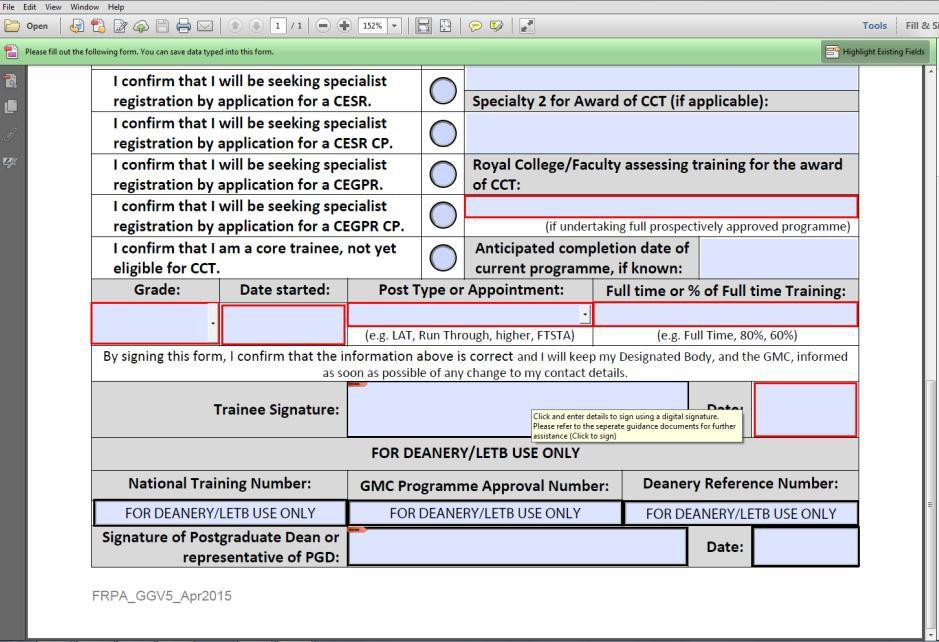 File Edit View Window Help
Open 1 / 1 152% Tools Fill &
Please fill out the following form. You can save data typed into this form. Highlight Existing Fields
I confirm that I will be seeking specialist
registration by application for a CESR.
Specialty 2 for Award of CCT (if applicable):
I confirm that I will be seeking specialist
registration by application for a CESR CP.
I confirm that I will be seeking specialist
registration by application for a CEGPR.
Royal College/Faculty assessing training for the award
of CCT:
I confirm that I will be seeking specialist
registration by application for a CEGPR CP.
(if undertaking full prospectively approved programme)
I confirm that I am a core trainee, not yet
eligible for CCT.
Anticipated completion date of
current programme, if known:
Grade: Date started: Post Type or Appointment: Full time or % of Full time Training:
(e.g. LAT, Run Through, higher, FTSTA) (e.g. Full Time, 80%, 60%)
By signing this form, I confirm that the information above is correct and I will keep my Designated Body, and the GMC, informed
as soon as possible of any change to my contact details.
Trainee Signature: Date:
Click and enter details to sign using a digital signature.
Please refer to the seperate guidance documents for further
assistance (Click to sign)
FOR DEANERY/LETB USE ONLY
National Training Number: GMC Programme Approval Number: Deanery Reference Number:
FOR DEANERY/LETB USE ONLY FOR DEANERY/LETB USE ONLY FOR DEANERY/LETB USE ONLY
Signature of Postgraduate Dean or
representative of PGD:
Date:
FRPA_GGV5_Apr2015